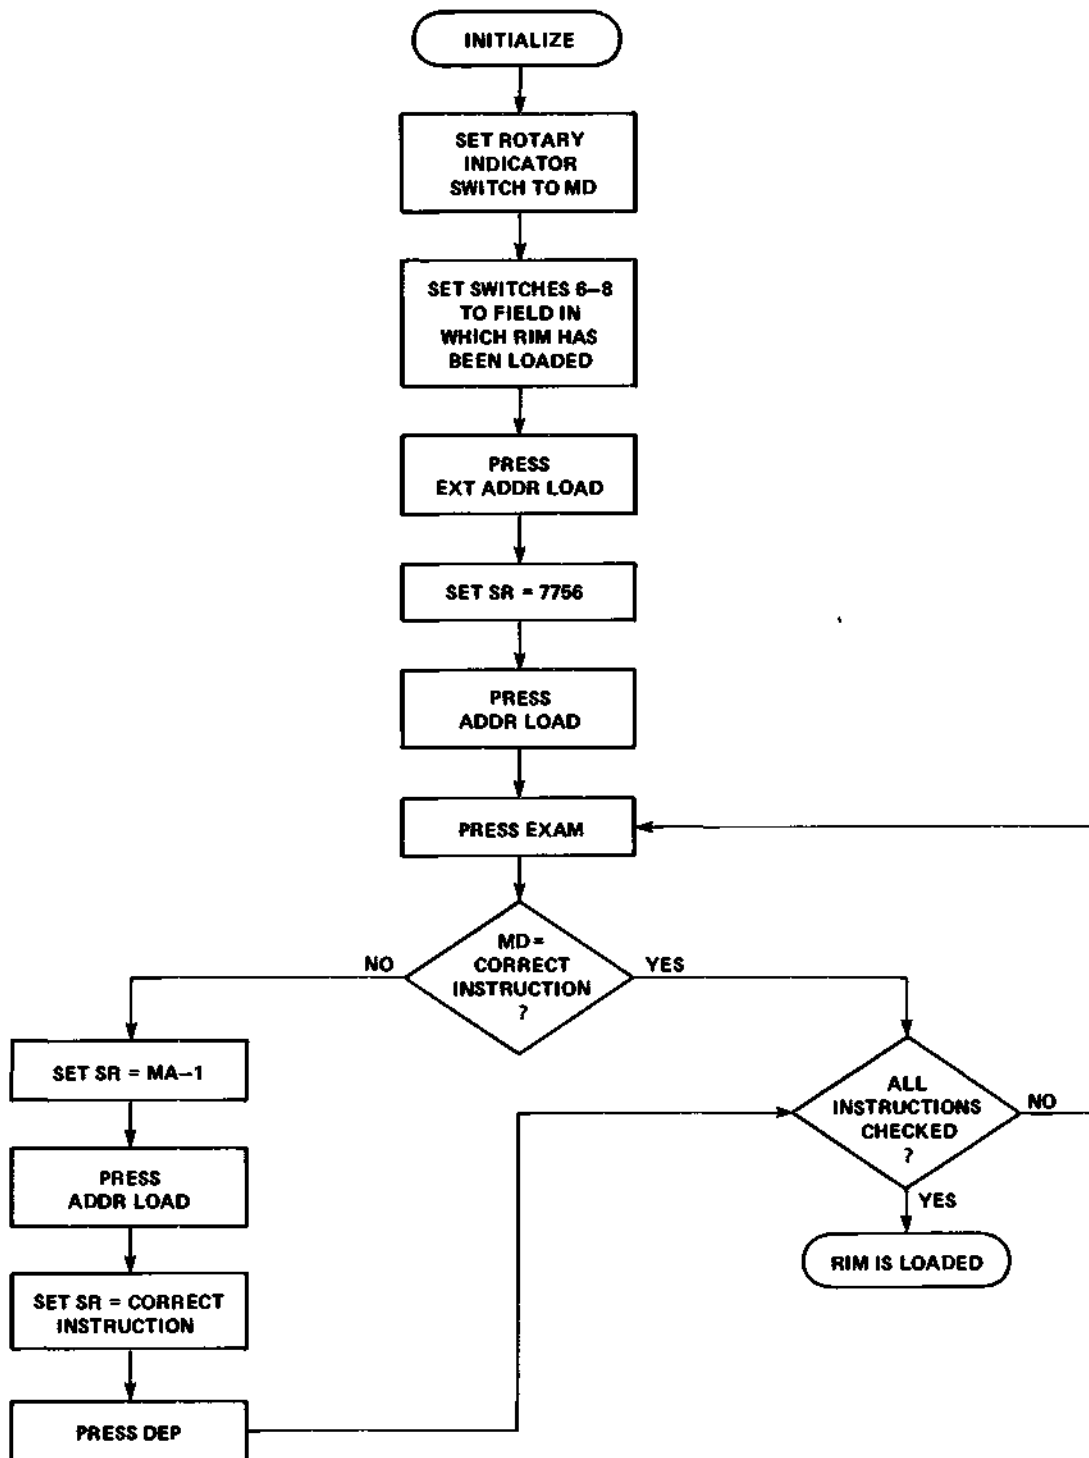 INITIALIZE
SET ROTARY
INDICATOR
SWITCH TO MD
SET SWITCHES 6–8
TO FIELD IN
WHICH RIM HAS
BEEN LOADED
PRESS
EXT ADDR LOAD
SET SR = 7756
PRESS
ADDR LOAD
PRESS EXAM
MD=
CORRECT
INSTRUCTION
?
NO
YES
SET SR = MA–1
PRESS
ADDR LOAD
SET SR = CORRECT
INSTRUCTION
PRESS DEP
ALL
INSTRUCTIONS
CHECKED
?
NO
YES
RIM IS LOADED